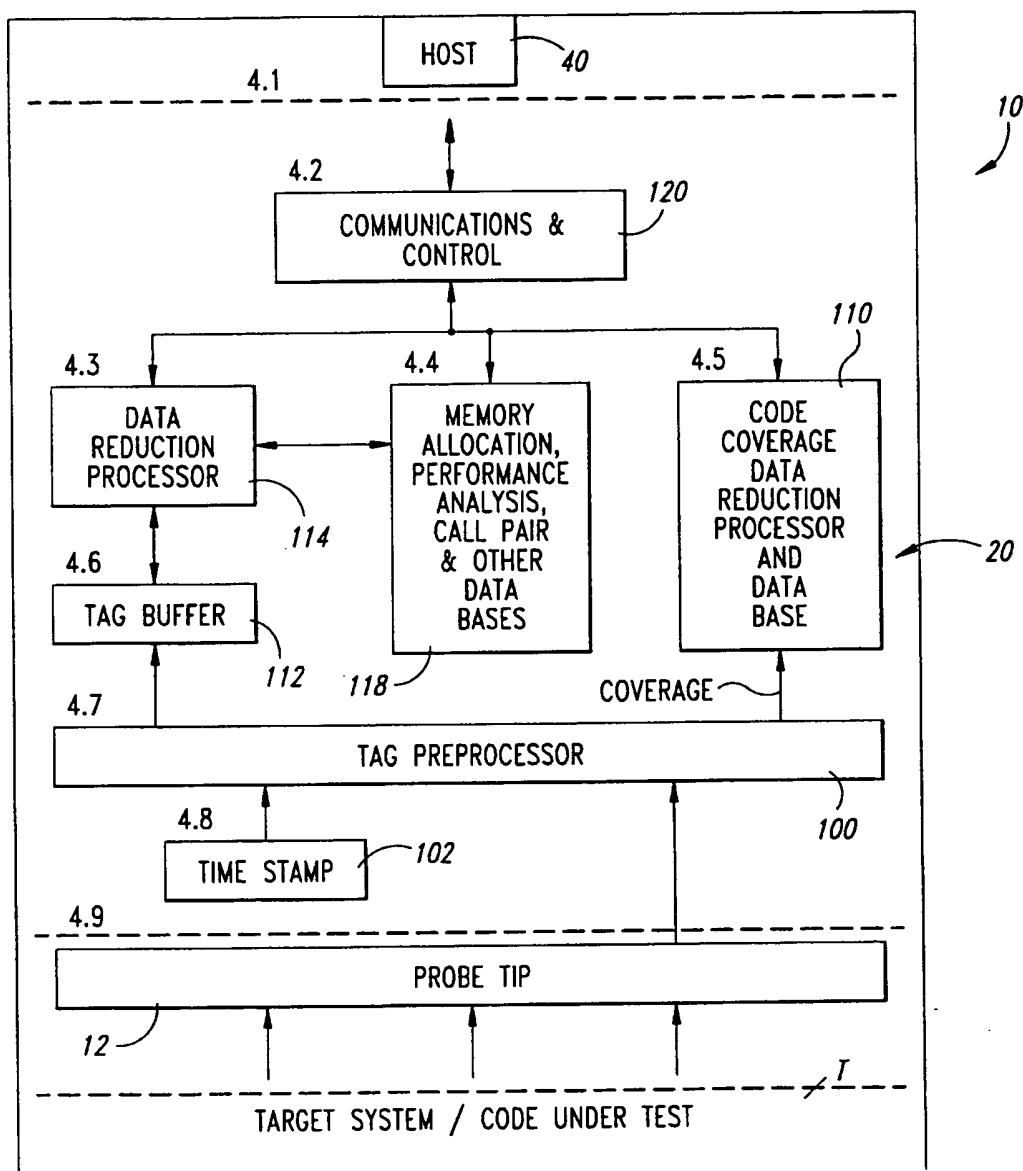 HOST
40
4.1
10
4.2
120
COMMUNICATIONS &
CONTROL
110
4.3
4.4
4.5
DATA
REDUCTION
PROCESSOR
114
MEMORY
ALLOCATION,
PERFORMANCE
ANALYSIS,
CALL PAIR
& OTHER
DATA
BASES
118
CODE
COVERAGE
DATA
REDUCTION
PROCESSOR
AND
DATA
BASE
20
4.6
TAG BUFFER
112
COVERAGE
4.7
TAG PREPROCESSOR
100
4.8
TIME STAMP
102
4.9
PROBE TIP
12
T
TARGET SYSTEM / CODE UNDER TEST